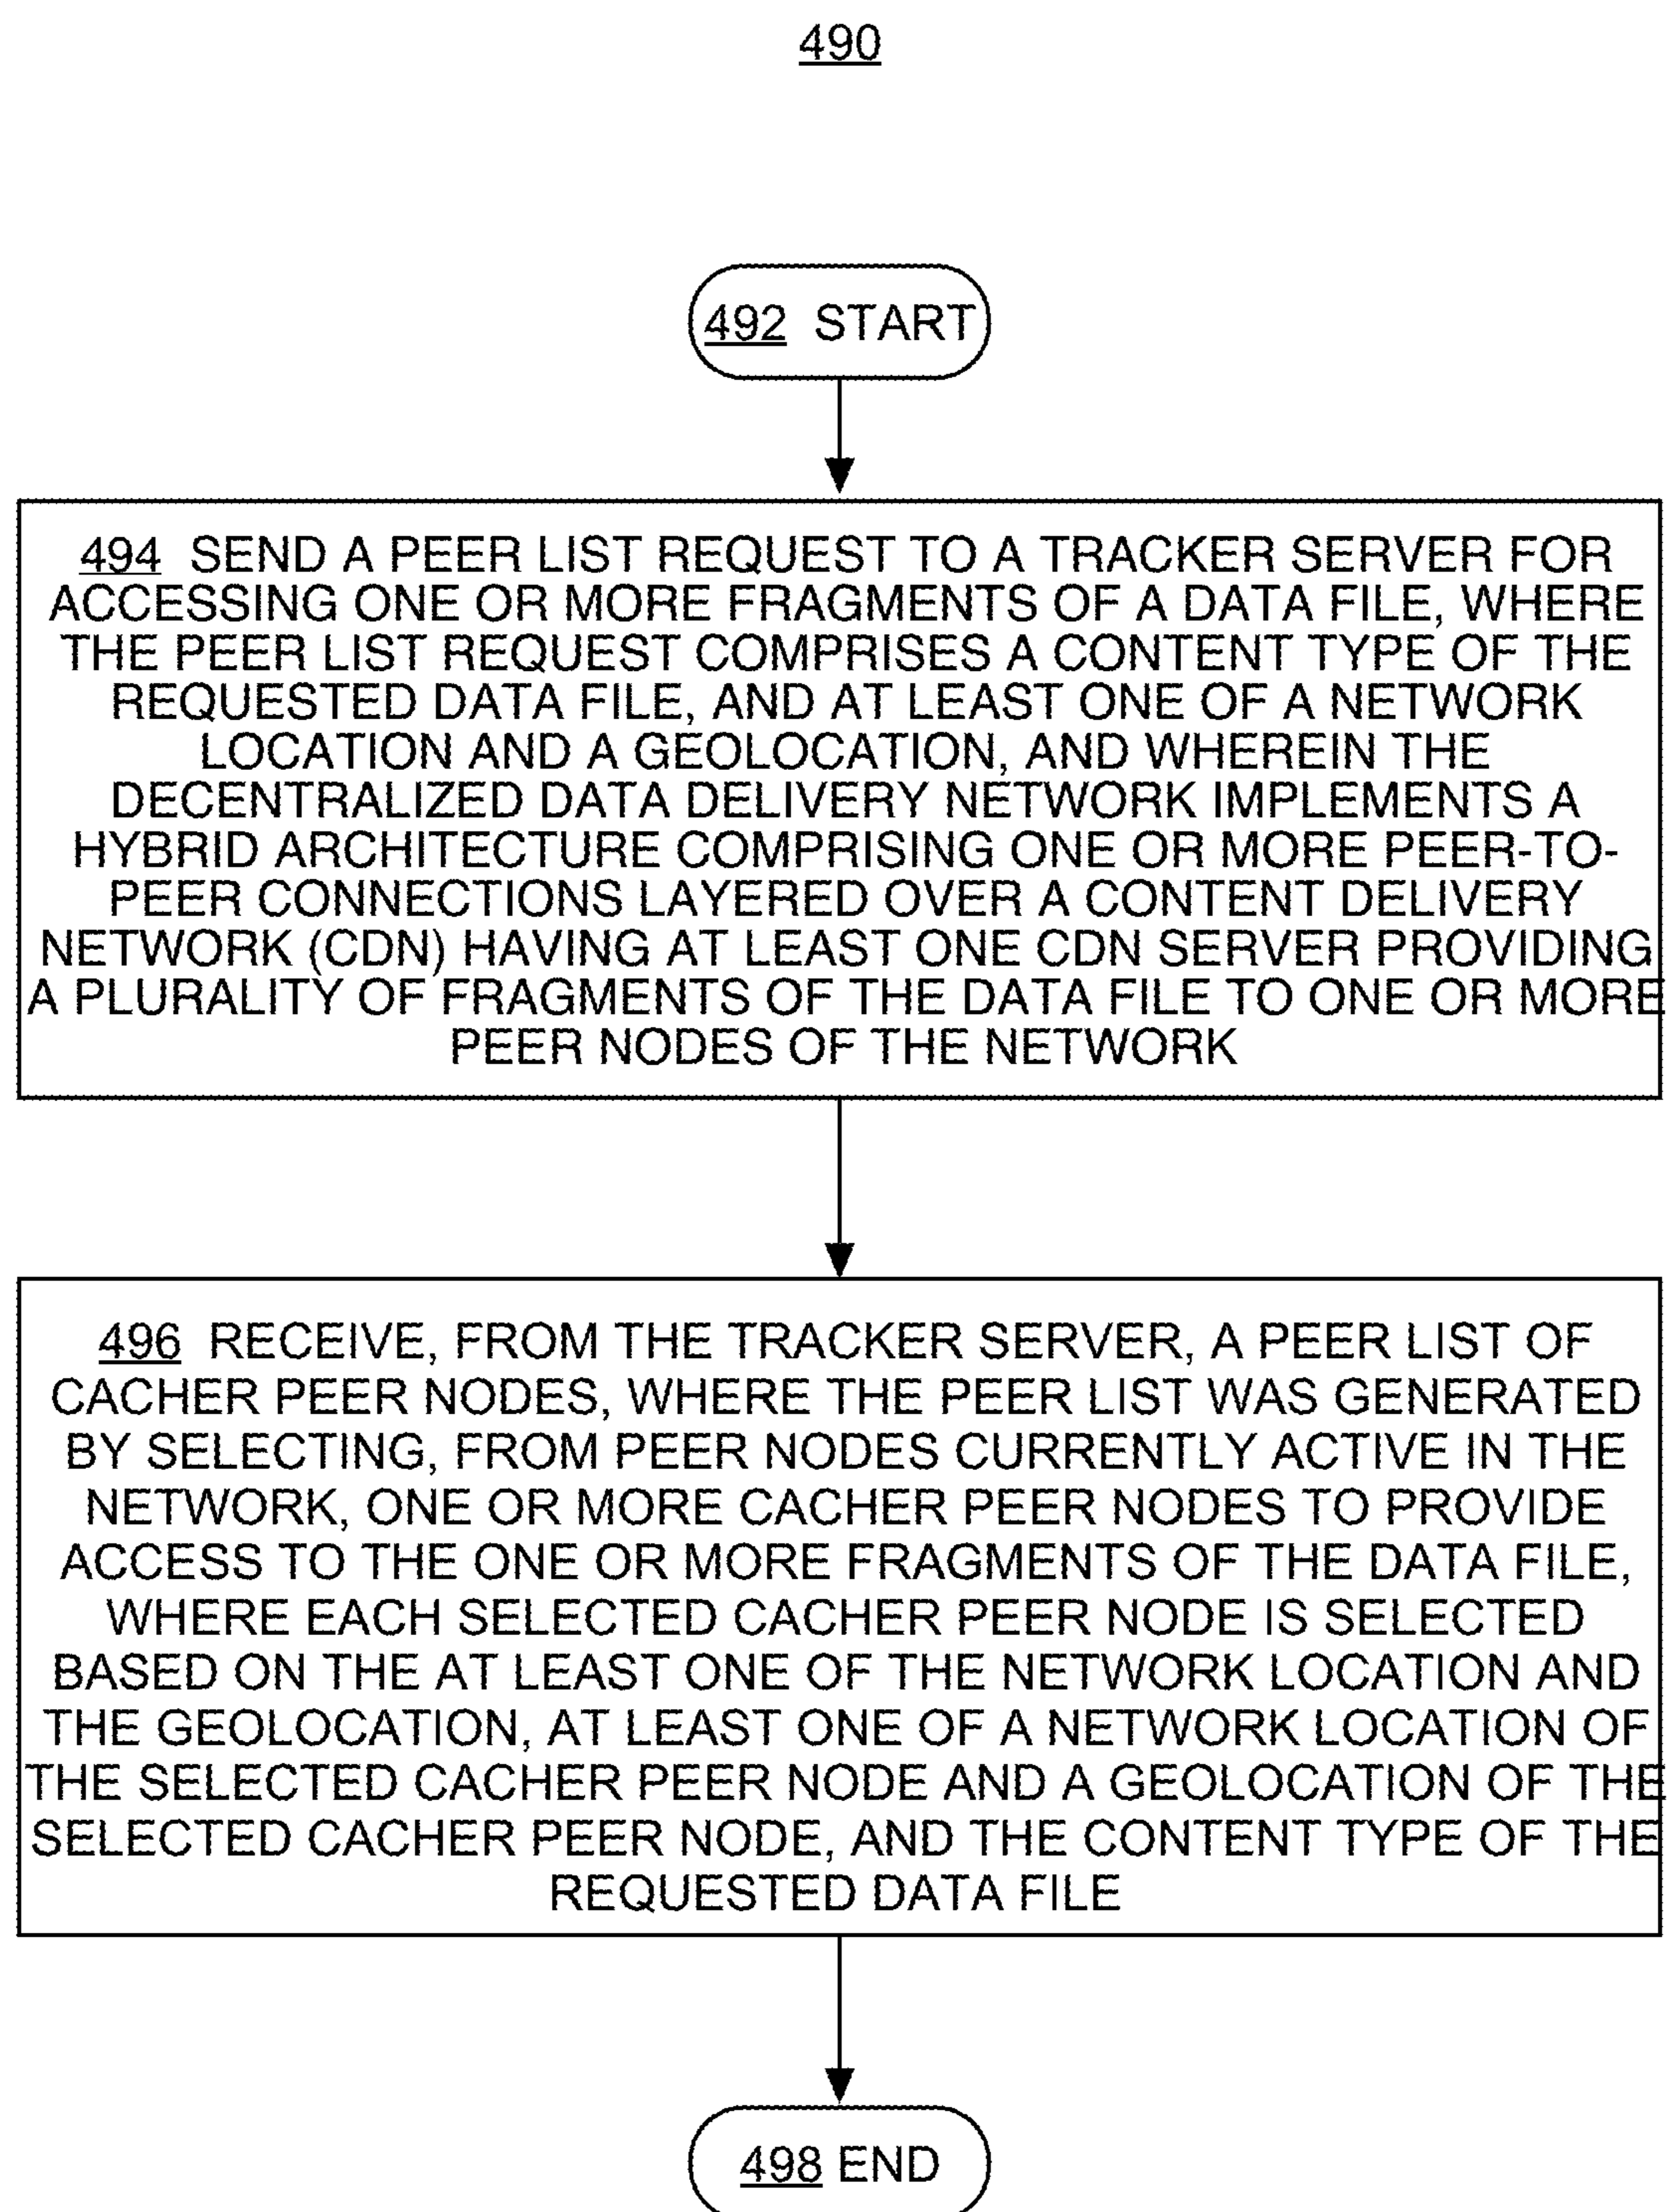 490
492 START
494 SEND A PEER LIST REQUEST TO A TRACKER SERVER FOR
ACCESSING ONE OR MORE FRAGMENTS OF A DATA FILE, WHERE
THE PEER LIST REQUEST COMPRISES A CONTENT TYPE OF THE
REQUESTED DATA FILE, AND AT LEAST ONE OF A NETWORK
LOCATION AND A GEOLOCATION, AND WHEREIN THE
DECENTRALIZED DATA DELIVERY NETWORK IMPLEMENTS A
HYBRID ARCHITECTURE COMPRISING ONE OR MORE PEER-TO-
PEER CONNECTIONS LAYERED OVER A CONTENT DELIVERY
NETWORK (CDN) HAVING AT LEAST ONE CDN SERVER PROVIDING
A PLURALITY OF FRAGMENTS OF THE DATA FILE TO ONE OR MORE
PEER NODES OF THE NETWORK
496 RECEIVE, FROM THE TRACKER SERVER, A PEER LIST OF
CACHER PEER NODES, WHERE THE PEER LIST WAS GENERATED
BY SELECTING, FROM PEER NODES CURRENTLY ACTIVE IN THE
NETWORK, ONE OR MORE CACHER PEER NODES TO PROVIDE
ACCESS TO THE ONE OR MORE FRAGMENTS OF THE DATA FILE,
WHERE EACH SELECTED CACHER PEER NODE IS SELECTED
BASED ON THE AT LEAST ONE OF THE NETWORK LOCATION AND
THE GEOLOCATION, AT LEAST ONE OF A NETWORK LOCATION OF
THE SELECTED CACHER PEER NODE AND A GEOLOCATION OF THE
SELECTED CACHER PEER NODE, AND THE CONTENT TYPE OF THE
REQUESTED DATA FILE
498 END